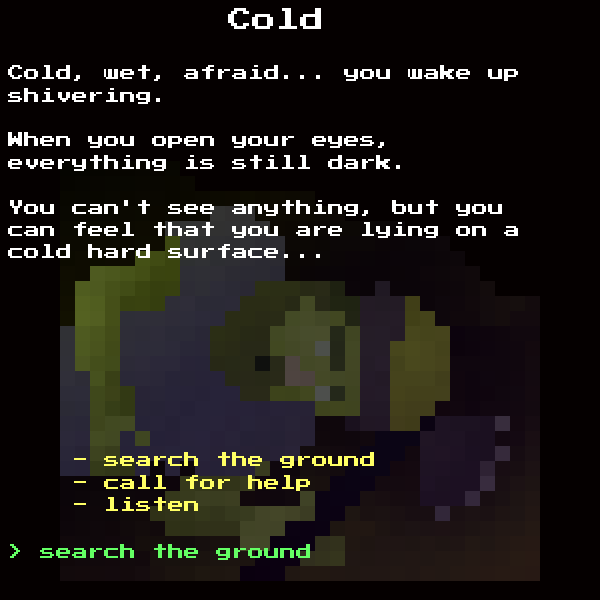 Cold
Cold, wet, afraid... you wake up
shivering.
When you open your eyes,
everything is still dark.
You can't see anything, but you
can feel that you are lying on a
cold hard surface...
- search the ground
- call for help
- listen
> search the ground